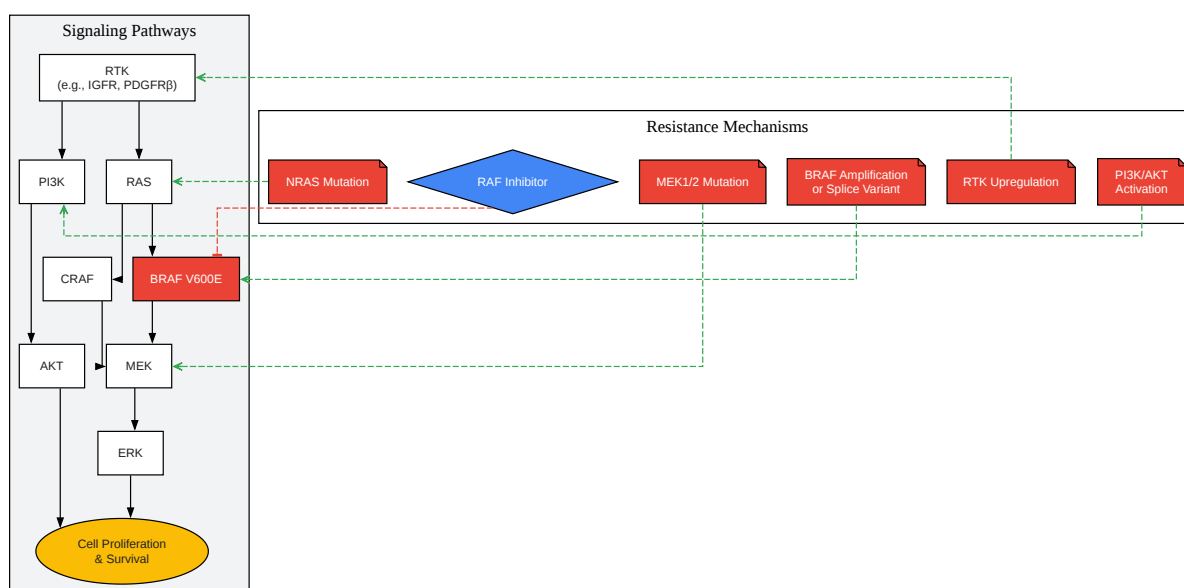 Signaling Pathways
RTK
(e.g., IGFR, PDGFRβ)
Resistance Mechanisms
PI3K
RAS
NRAS Mutation
RAF Inhibitor
MEK1/2 Mutation
BRAF Amplification
or Splice Variant
RTK Upregulation
PI3K/AKT
Activation
CRAF
BRAF V600E
AKT
MEK
ERK
Cell Proliferation
& Survival